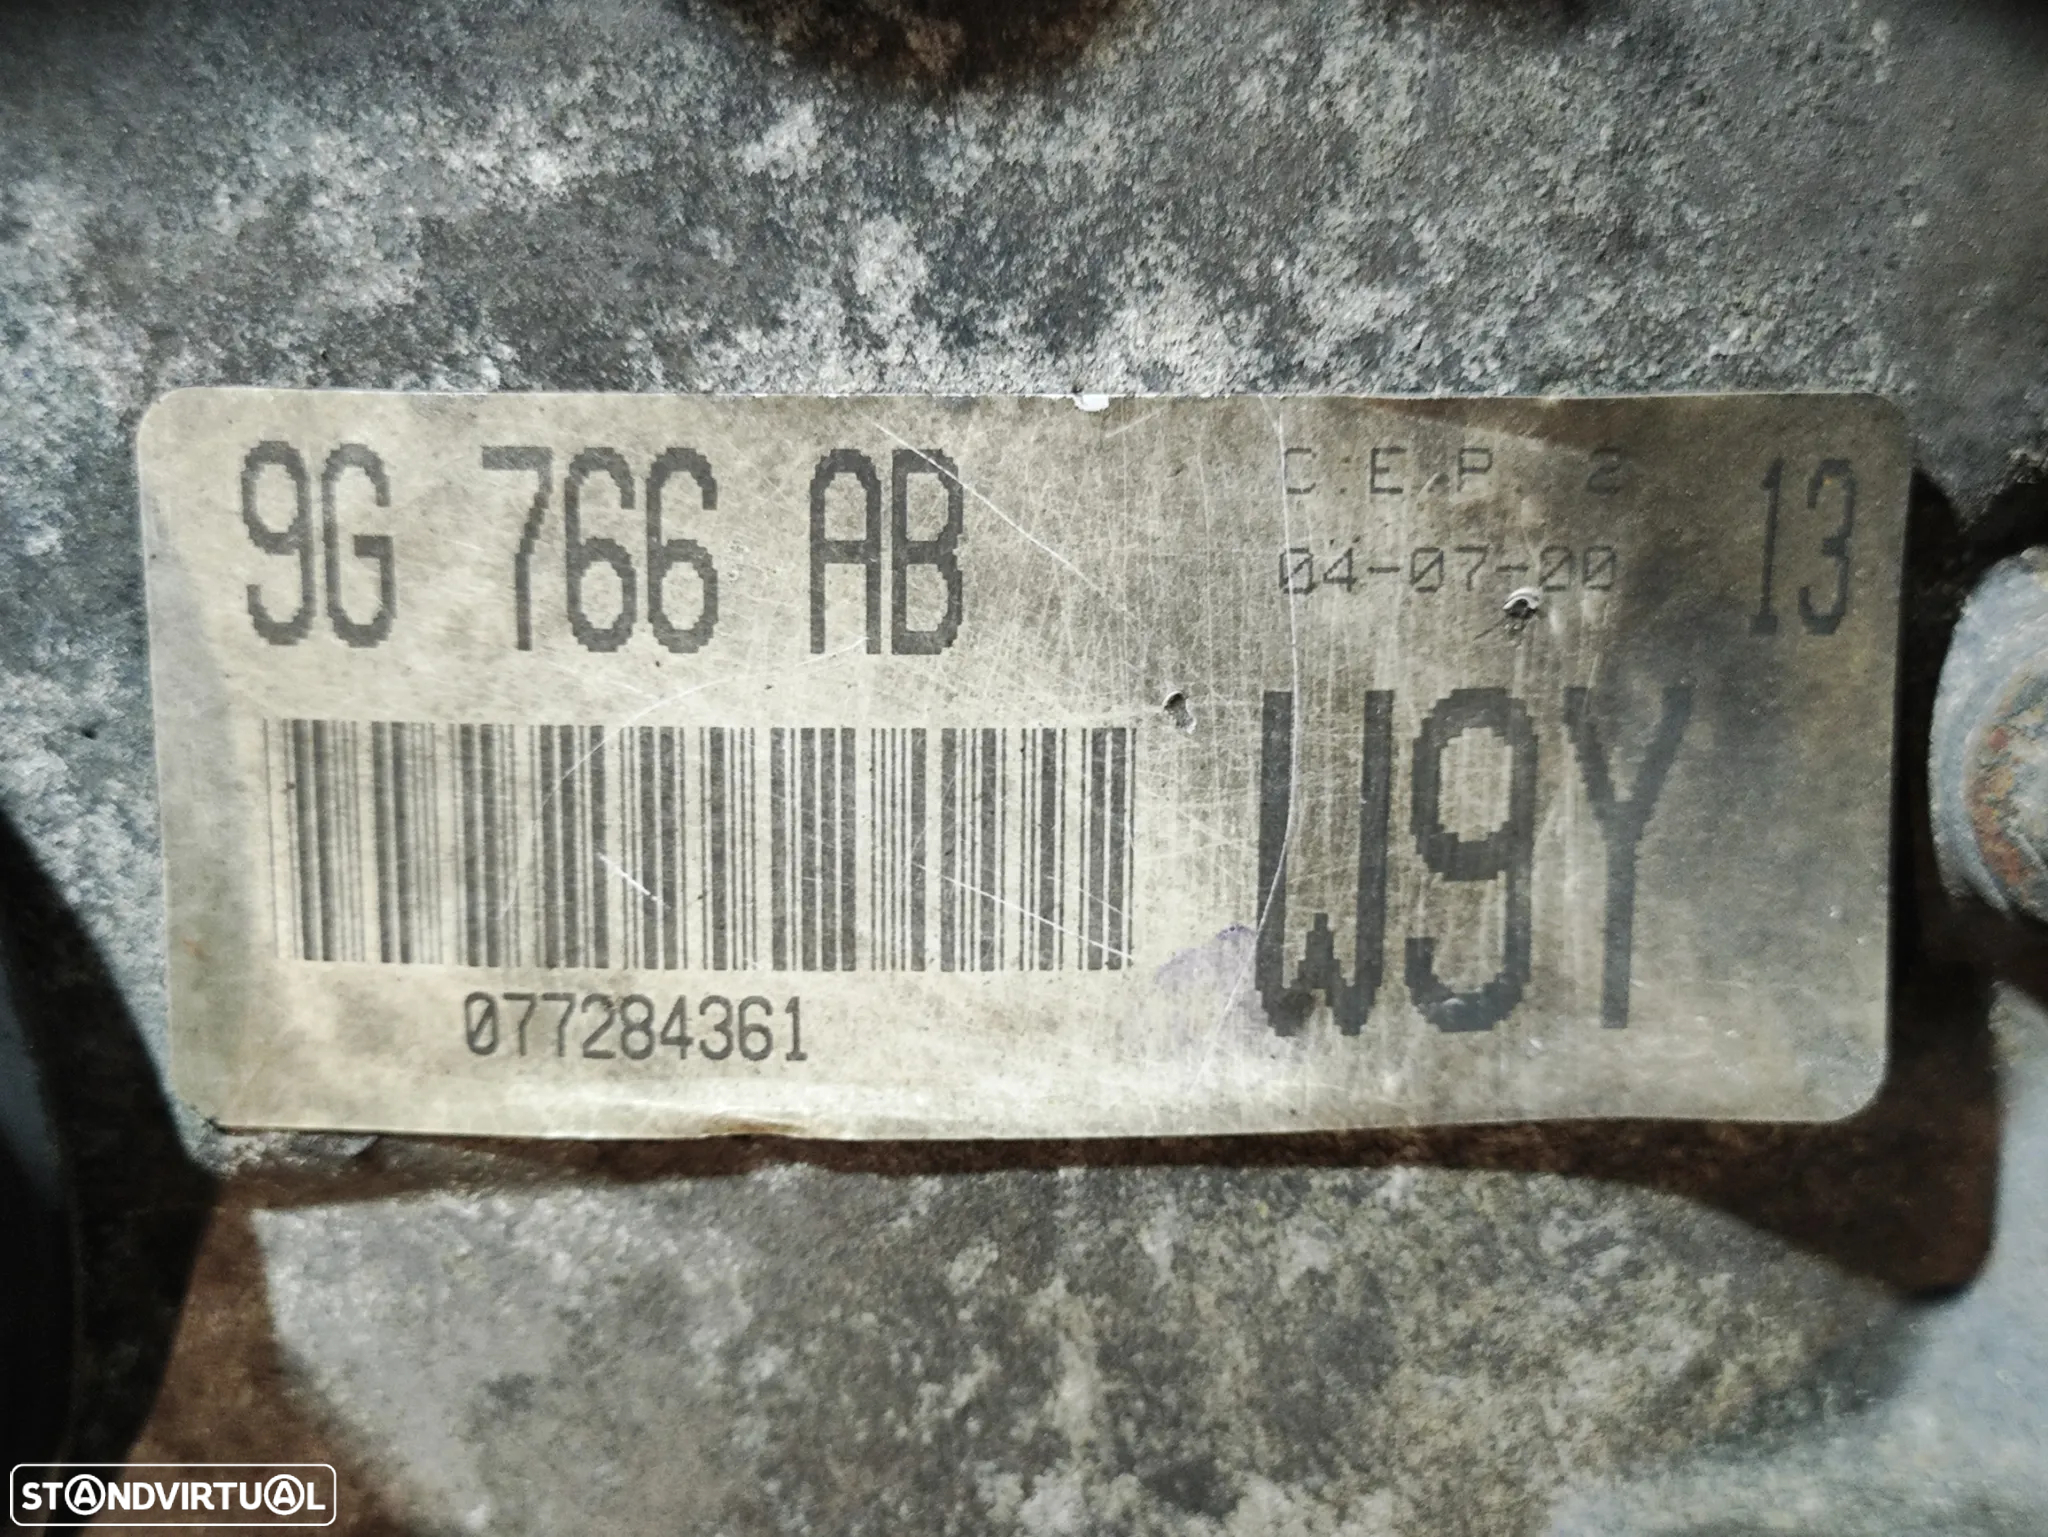 9G 766 AB
C.E.P. 2
04-07-00
13
W9Y
077284361
STANDVIRTUAL